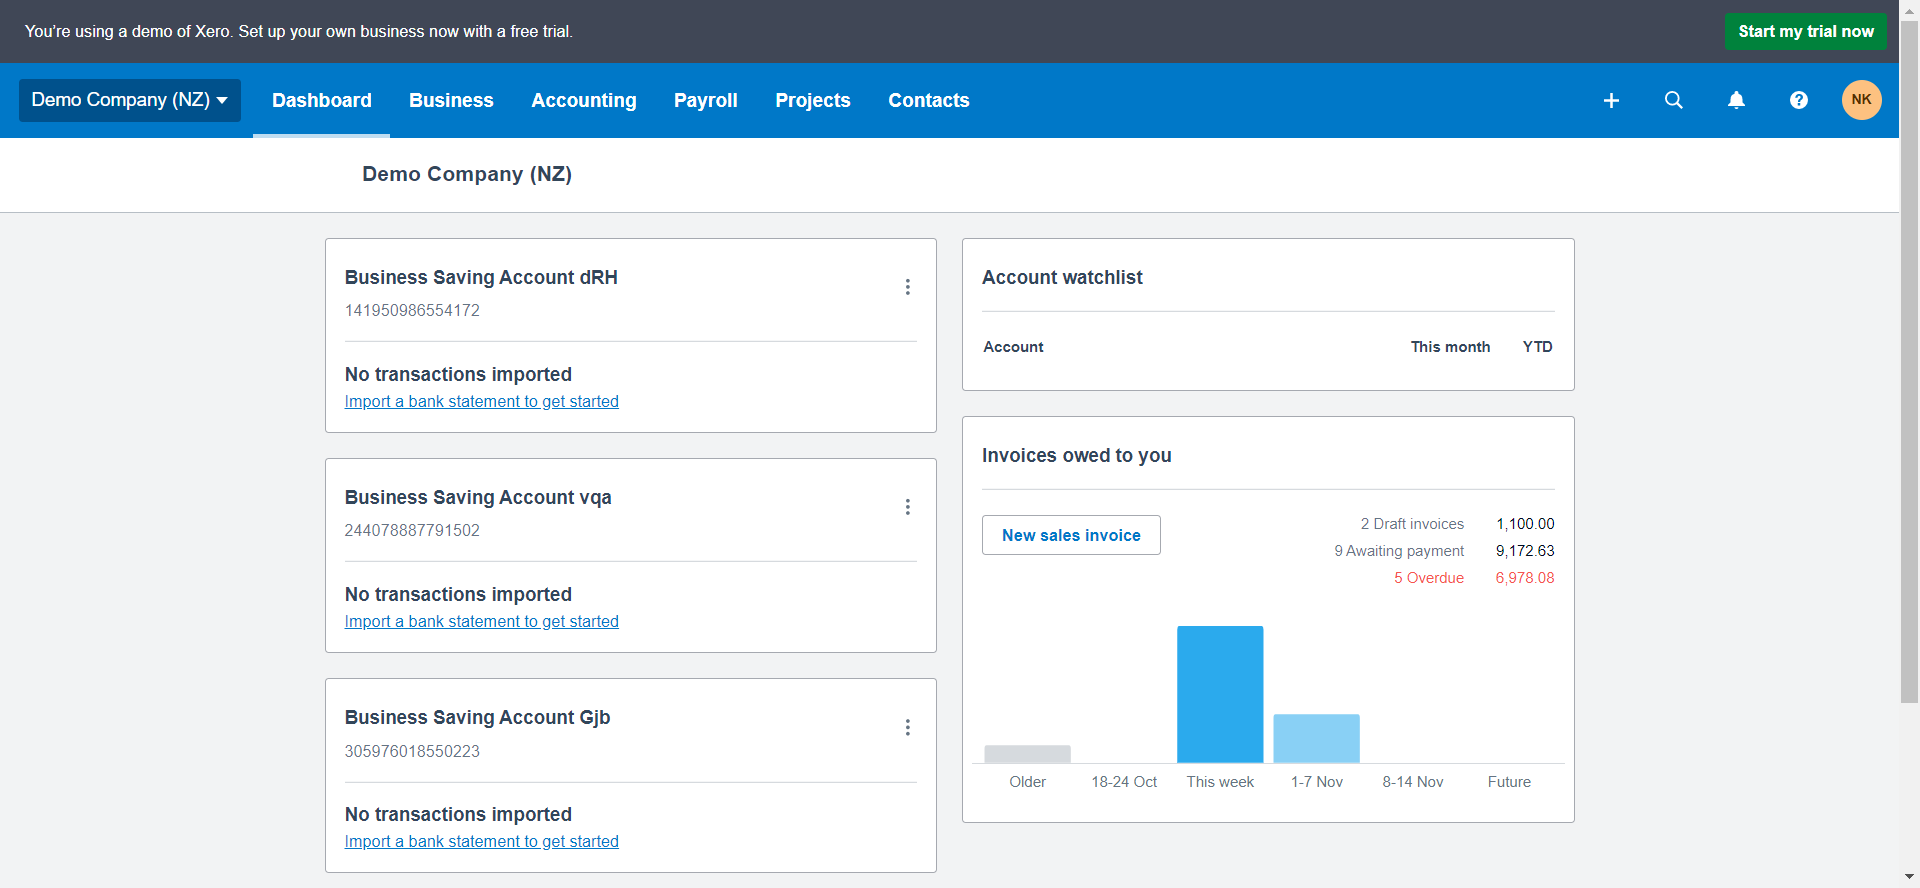 You're using a demo of Xero. Set up your own business now with a free trial.
Start my trial now
Demo Company (NZ)
Dashboard
Business
Accounting
Payroll
Projects
Contacts
NK
Demo Company (NZ)
Business Saving Account dRH
141950986554172
No transactions imported
Import a bank statement to get started
Business Saving Account vqa
244078887791502
No transactions imported
Import a bank statement to get started
Business Saving Account Gjb
305976018550223
No transactions imported
Import a bank statement to get started
Account watchlist
Account This month YTD
Invoices owed to you
New sales invoice
2 Draft invoices 1,100.00
9 Awaiting payment 9,172.63
5 Overdue 6,978.08
Older 18-24 Oct This week 1-7 Nov 8-14 Nov Future